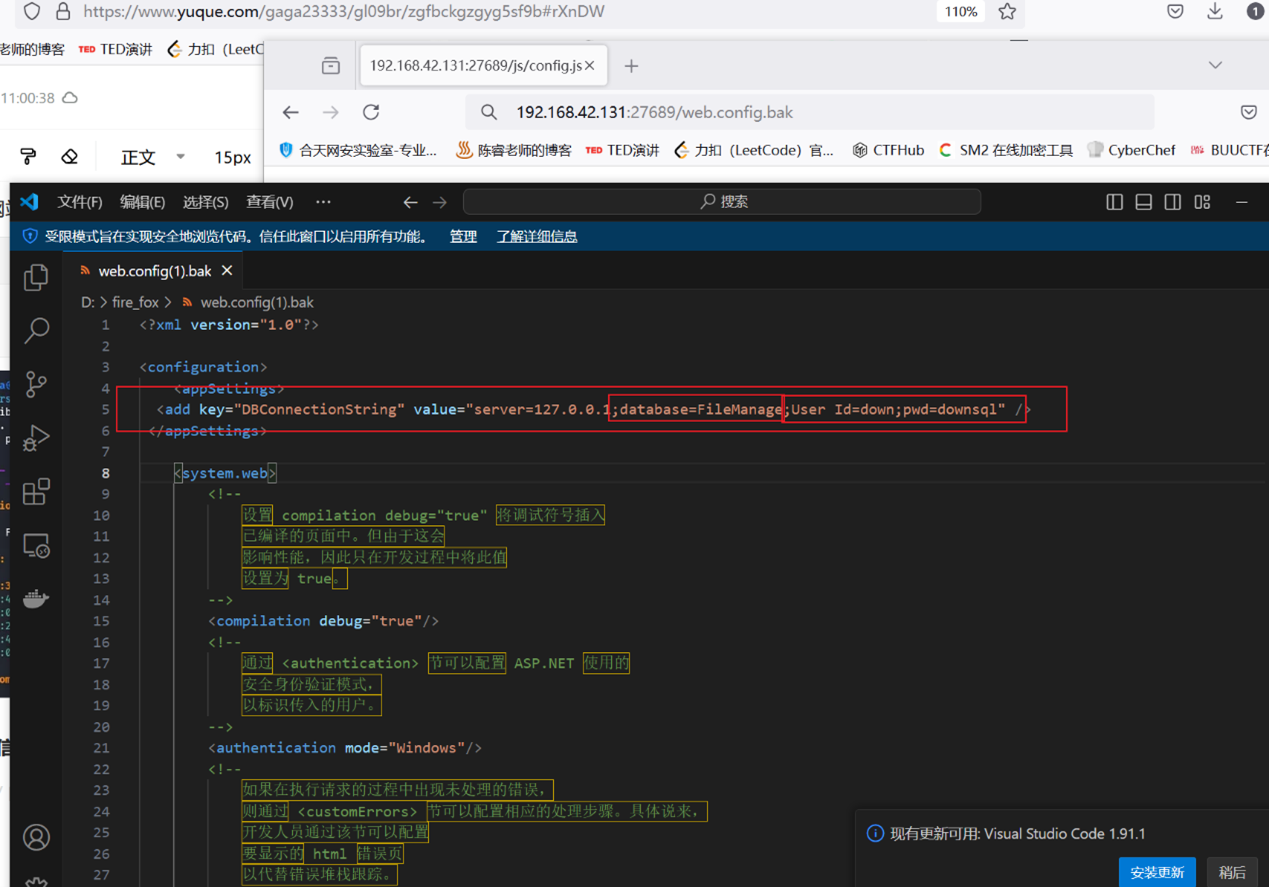 https://www.yuque.com/gaga23333/gl09br/zgfbckgzgyg5sf9b#rXnDW
110%
1
老师的博客 TED TED演讲 力扣（LeetC
192.168.42.131:27689/js/config.js
11:00:38
192.168.42.131:27689/web.config.bak
正文 15px
合天网安实验室-专业... 陈睿老师的博客 TED TED演讲 力扣（LeetCode）官... CTFHub C SM2 在线加密工具 CyberChef BUUCTF在
文件(F) 编辑(E) 选择(S) 查看(V) ··· 搜索
受限模式旨在实现安全地浏览代码。信任此窗口以启用所有功能。 管理 了解详细信息
web.config(1).bak
D: > fire_fox > web.config(1).bak
1 <?xml version="1.0"?>
2
3 <configuration>
4 <appSettings>
5 <add key="DBConnectionString" value="server=127.0.0.1;database=FileManage;User Id=down;pwd=downsql" />
6 </appSettings>
7
8 <system.web>
9 <!--
10 设置 compilation debug="true" 将调试符号插入
11 已编译的页面中。但由于这会
12 影响性能，因此只在开发过程中将此值
13 设置为 true。
14 -->
15 <compilation debug="true"/>
16 <!--
17 通过 <authentication> 节可以配置 ASP.NET 使用的
18 安全身份验证模式，
19 以标识传入的用户。
20 -->
21 <authentication mode="Windows"/>
22 <!--
23 如果在执行请求的过程中出现未处理的错误，
24 则通过 <customErrors> 节可以配置相应的处理步骤。具体说来，
25 开发人员通过该节可以配置
26 要显示的 html 错误页
27 以代替错误堆栈跟踪。
现有更新可用: Visual Studio Code 1.91.1
安装更新 稍后